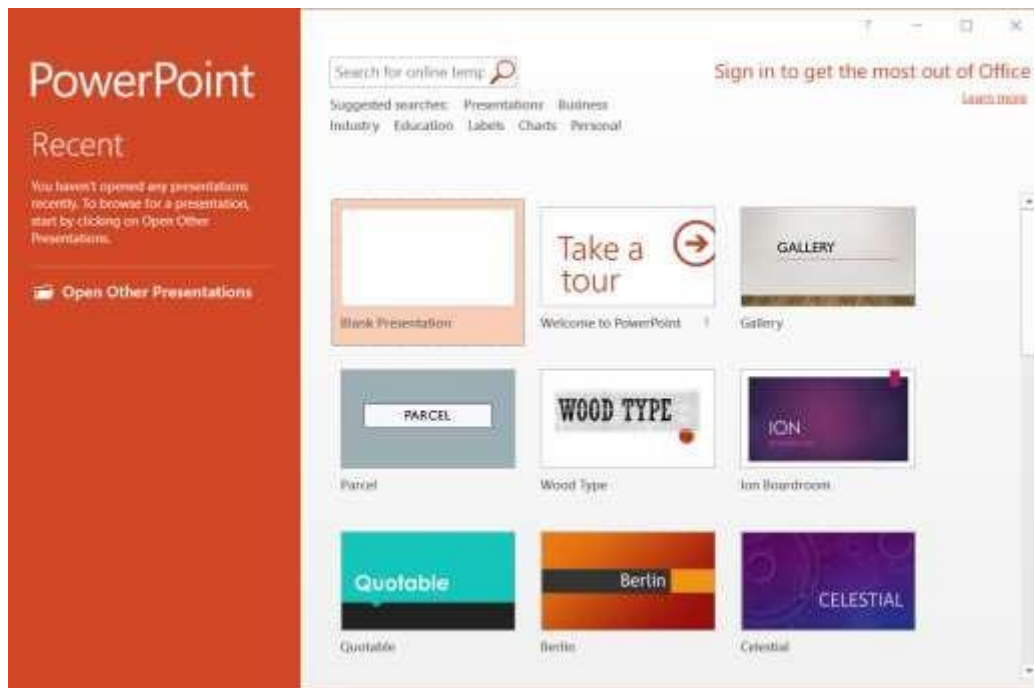 PowerPoint
Recent
You haven't opened any presentations
recently. To browse for a presentation,
start by clicking on Open Other
Presentations.
Open Other Presentations
?
Search for online temp
Suggested searches: Presentations Business
Industry Education Labels Charts Personal
Sign in to get the most out of Office
Learn more
Blank Presentation
Take a
tour
Welcome to PowerPoint
GALLERY
Gallery
PARCEL
Parcel
WOOD TYPE
Wood Type
ION
Ion Boardroom
Quotable
Quotable
Berlin
Berlin
CELESTIAL
Celestial